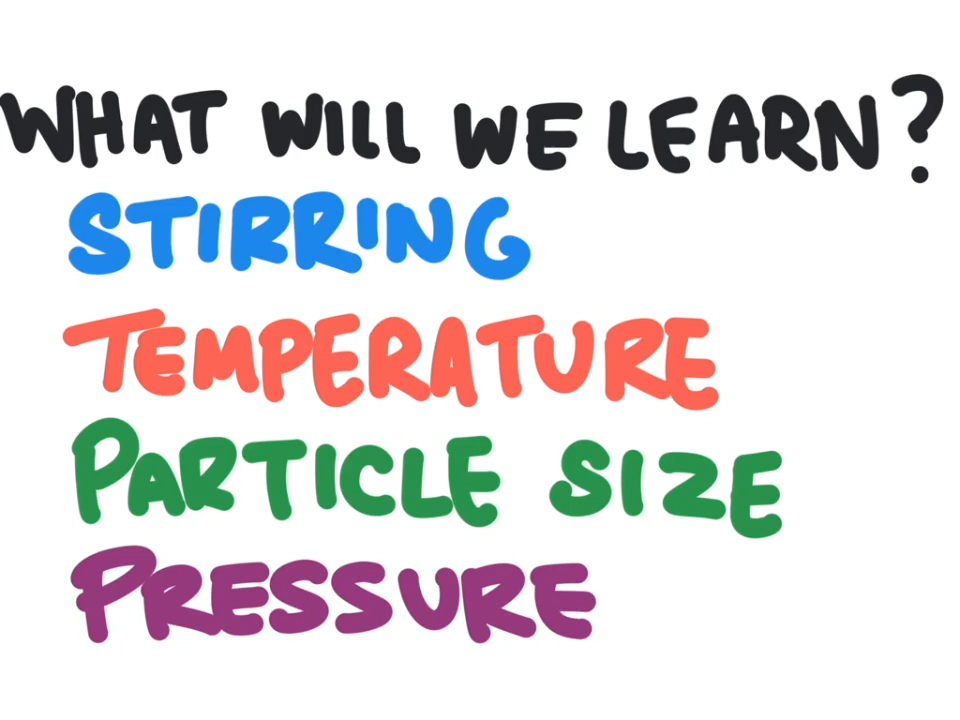 WHAT WILL WE LEARN?
STIRRING
TEMPERATURE
PARTICLE SIZE
PRESSURE